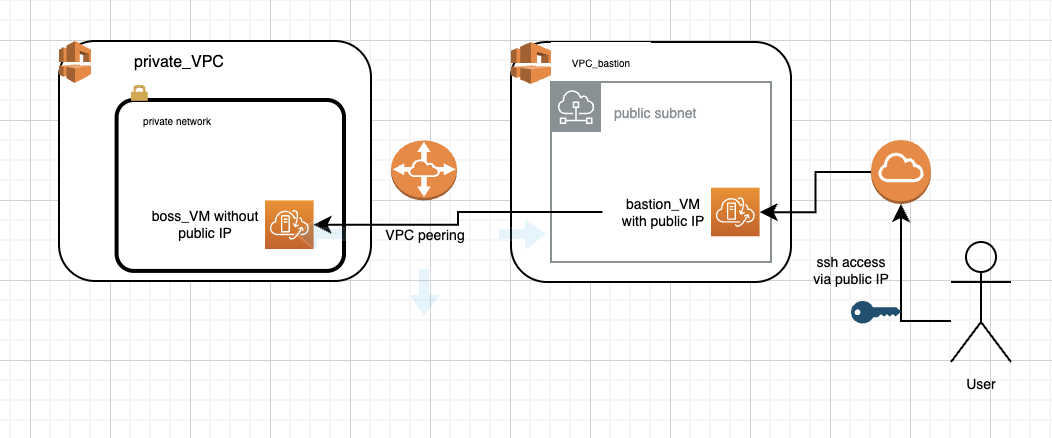 private_VPC
private network
boss_VM without
public IP
VPC peering
VPC_bastion
public subnet
bastion_VM
with public IP
ssh access
via public IP
User